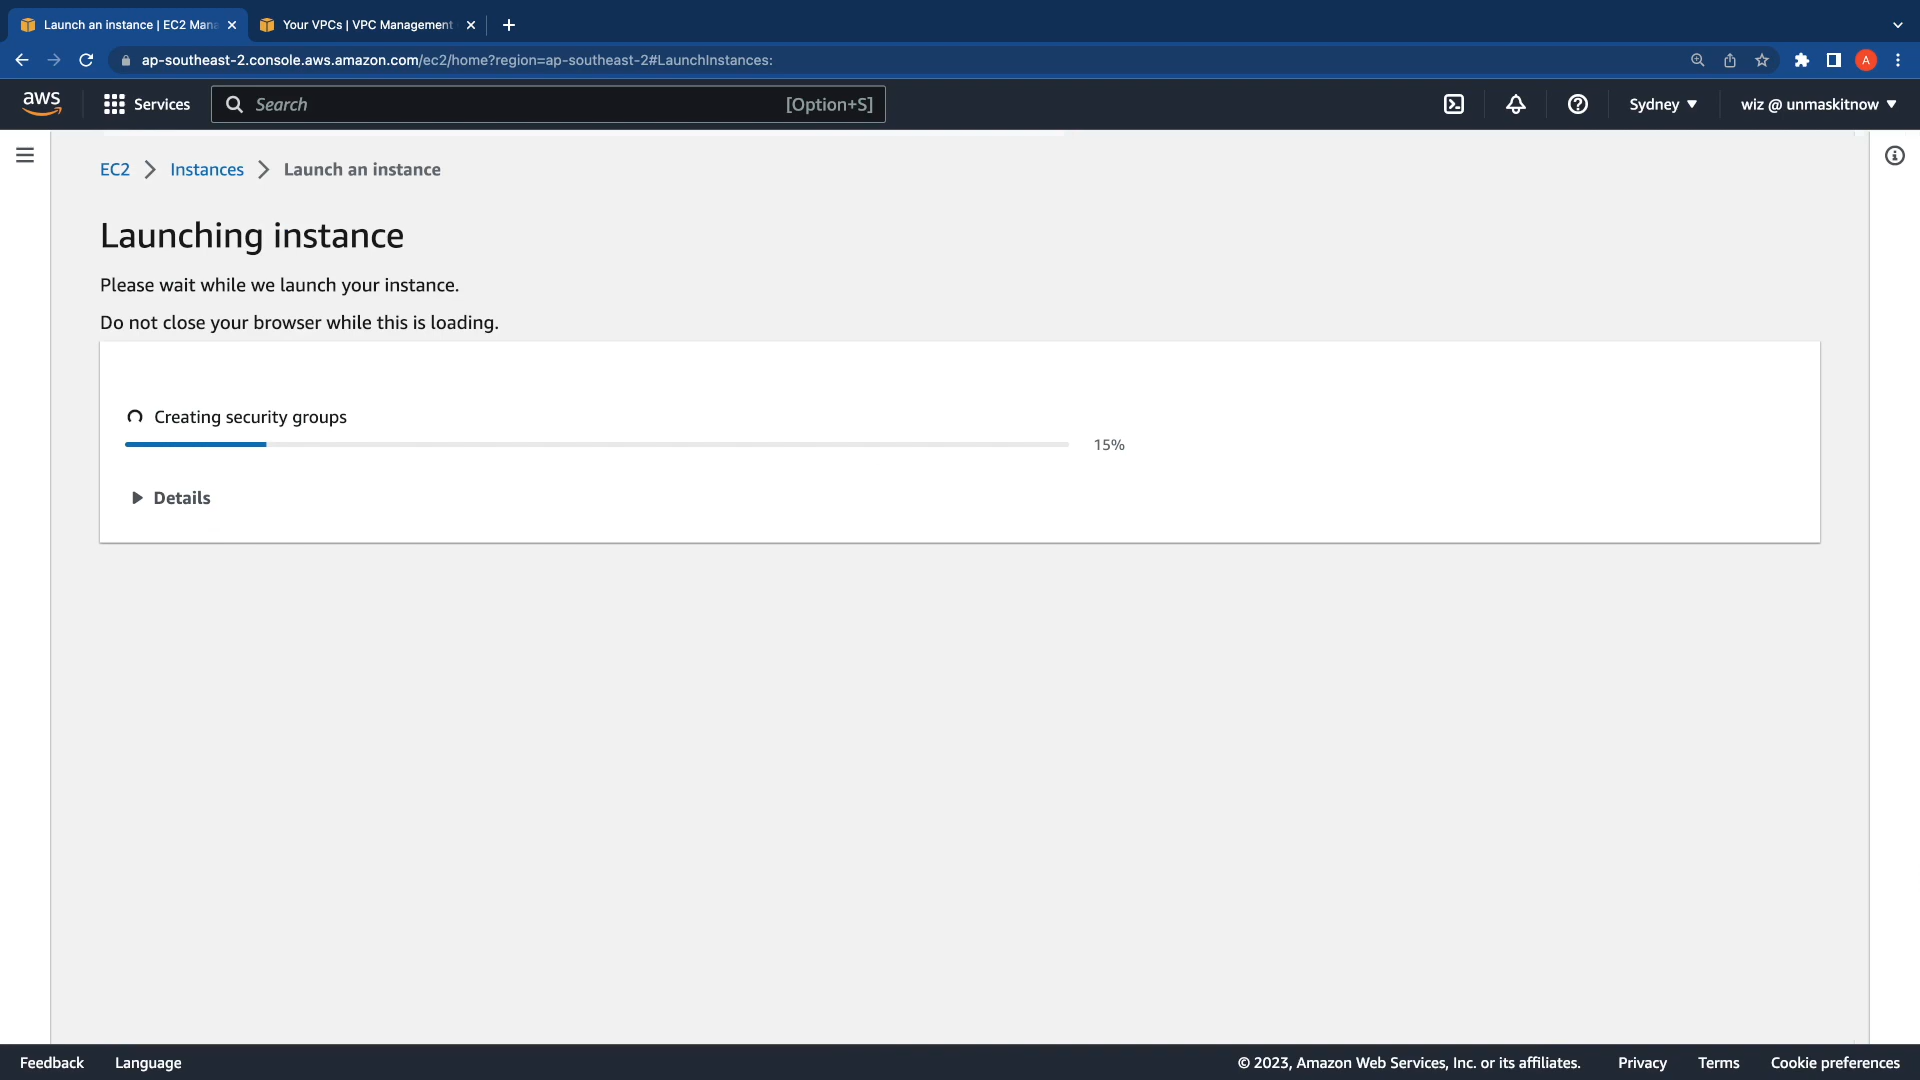 Launch an instance | EC2 Mana
Your VPCs | VPC Management
ap-southeast-2.console.aws.amazon.com/ec2/home?region=ap-southeast-2#LaunchInstances:
A
aws
Services
Search
[Option+S]
Sydney
wiz @ unmaskitnow
EC2
Instances
Launch an instance
Launching instance
Please wait while we launch your instance.
Do not close your browser while this is loading.
Creating security groups
15%
Details
Feedback
Language
© 2023, Amazon Web Services, Inc. or its affiliates.
Privacy
Terms
Cookie preferences